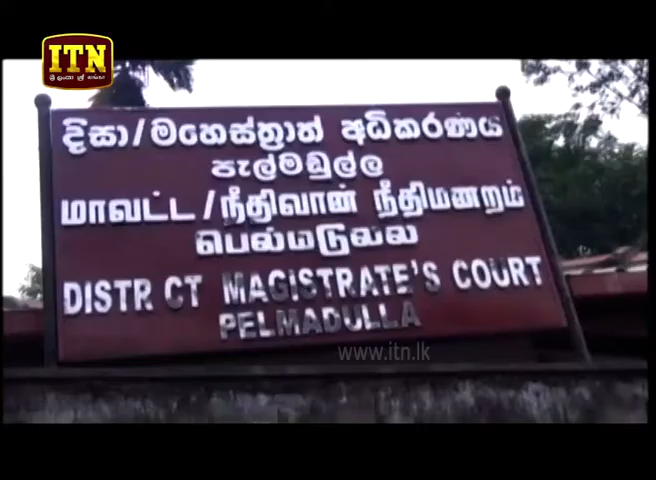 ITN
දිසා/මහෙස්ත්‍රාත් අධිකරණය
පැල්මඩුල්ල
மாவட்ட/நீதிவான் நீதிமன்றம்
பெல்மடுல்ல
DISTR CT MAGISTRATE'S COURT
PELMADULLA
www.itn.lk